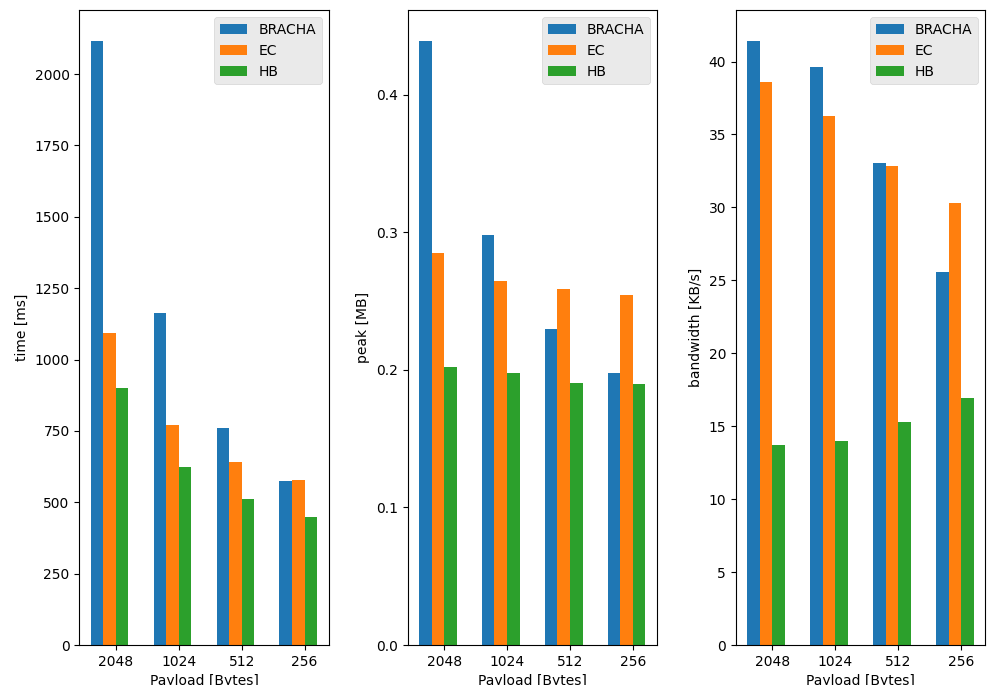 BRACHA
EC
HB
2000
1750
1500
1250
1000
750
500
250
0
time [ms]
2048 1024 512 256
Payload [Bytes]
BRACHA
EC
HB
0.4
0.3
0.2
0.1
0.0
peak [MB]
2048 1024 512 256
Payload [Bytes]
BRACHA
EC
HB
40
35
30
25
20
15
10
5
0
bandwidth [KB/s]
2048 1024 512 256
Payload [Bytes]